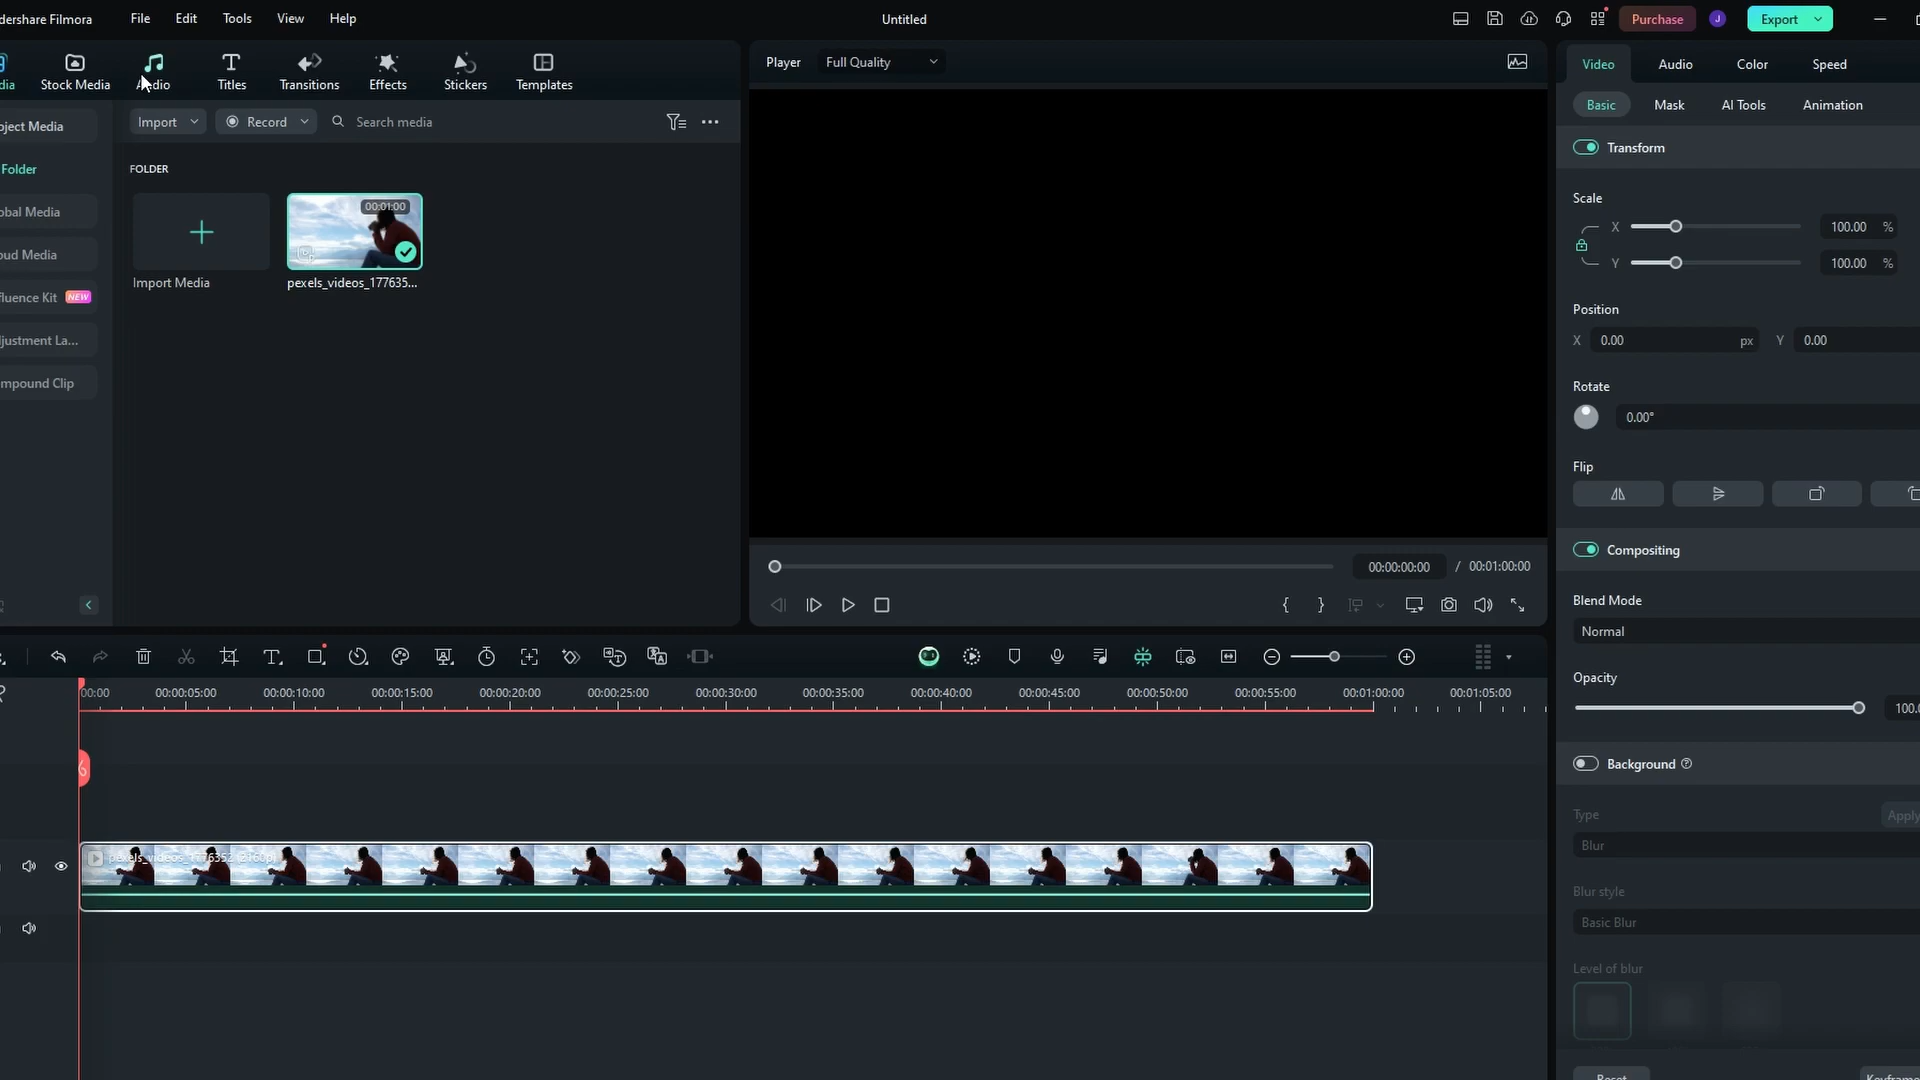 dershare Filmora File Edit Tools View Help Untitled Purchase J Export
dia Stock Media Audio Titles Transitions Effects Stickers Templates
Player Full Quality
Video Audio Color Speed
Import Record Search media
Basic Mask AI Tools Animation
oject Media
Folder
obal Media
oud Media
fluence Kit NEW
djustment La...
mpound Clip
FOLDER
00:01:00
Import Media pexels_videos_177635...
00:00:00:00 / 00:01:00:00
Transform
Scale
X 100.00 %
Y 100.00 %
Position
X 0.00 px Y 0.00
Rotate
0.00°
Flip
Compositing
Blend Mode
Normal
Opacity
100.0
Background
Type Apply
Blur
Blur style
Basic Blur
Level of blur
Reset Keyframe
00:00 00:00:05:00 00:00:10:00 00:00:15:00 00:00:20:00 00:00:25:00 00:00:30:00 00:00:35:00 00:00:40:00 00:00:45:00 00:00:50:00 00:00:55:00 00:01:00:00 00:01:05:00
pexels_videos_1776352 (2160p)